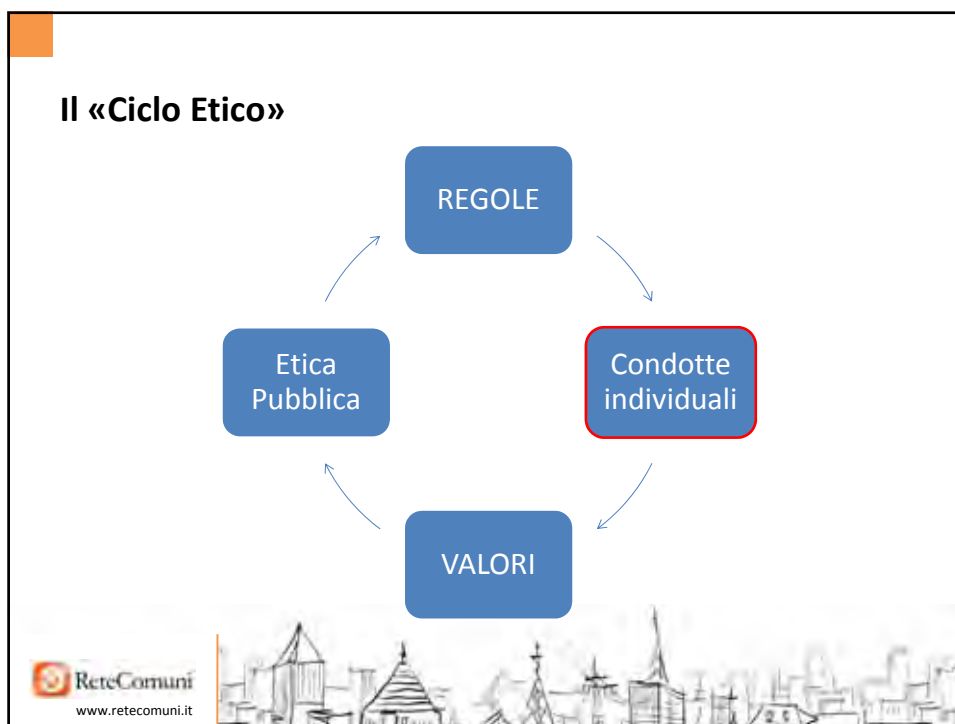 Il «Ciclo Etico»
REGOLE
Etica
Pubblica
Condotte
individuali
VALORI
ReteComuni
www.retecomuni.it